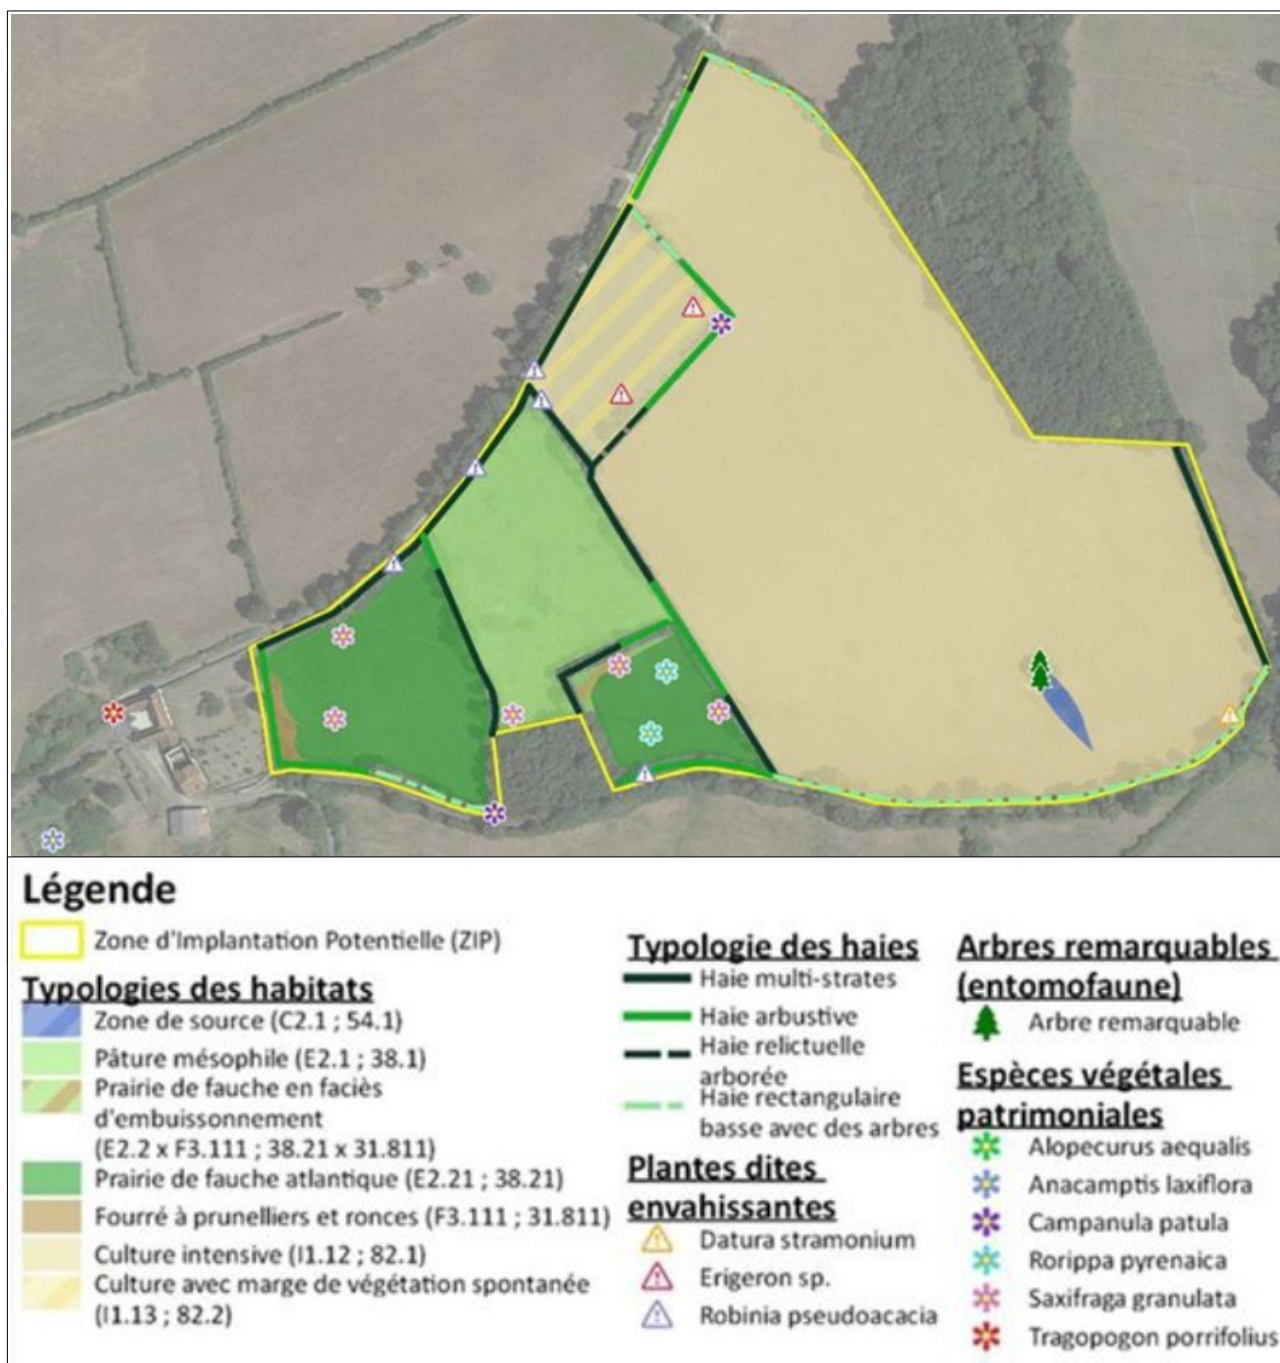 Légende
Zone d'Implantation Potentielle (ZIP)
Typologies des habitats
Zone de source (C2.1 ; 54.1)
Pâture mésophile (E2.1 ; 38.1)
Prairie de fauche en faciès
d'embuissonnement
(E2.2 x F3.111 ; 38.21 x 31.811)
Prairie de fauche atlantique (E2.21 ; 38.21)
Fourré à prunelliers et ronces (F3.111 ; 31.811)
Culture intensive (I1.12 ; 82.1)
Culture avec marge de végétation spontanée
(I1.13 ; 82.2)
Typologie des haies
Haie multi-strates
Haie arbustive
Haie relictuelle
arborée
Haie rectangulaire
basse avec des arbres
Plantes dites
envahissantes
Datura stramonium
Erigeron sp.
Robinia pseudoacacia
Arbres remarquables
(entomofaune)
Arbre remarquable
Espèces végétales
patrimoniales
Alopecurus aequalis
Anacamptis laxiflora
Campanula patula
Rorippa pyrenaica
Saxifraga granulata
Tragopogon porrifolius